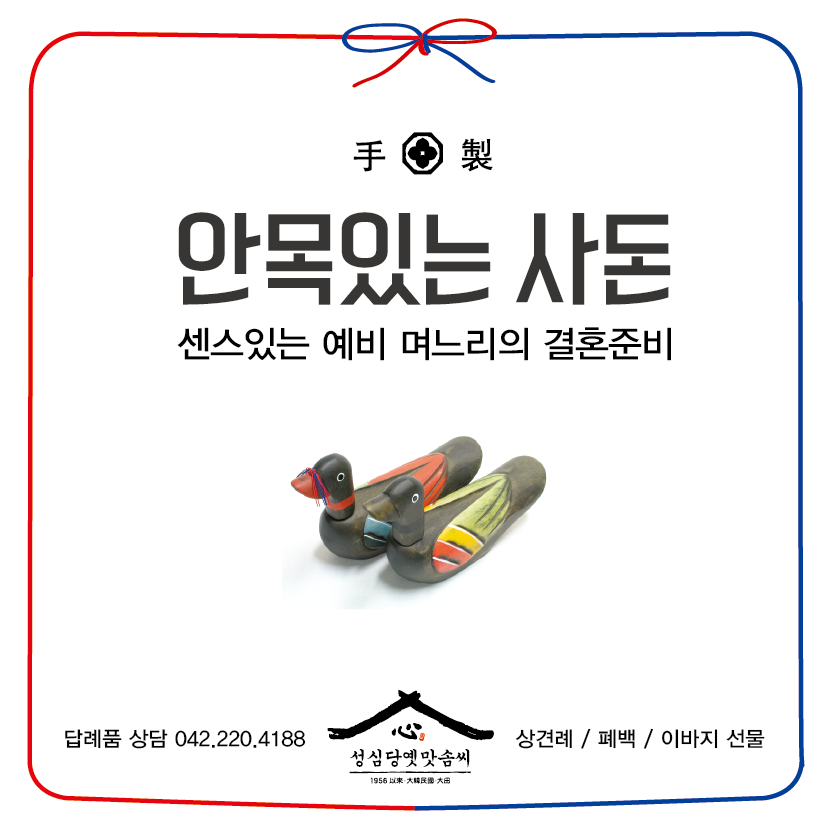 手 製
안목있는 사돈
센스있는 예비 며느리의 결혼준비
답례품 상담 042.220.4188
心
성심당옛맛솜씨
1956 以來·大韓民國·大田
상견례 / 폐백 / 이바지 선물